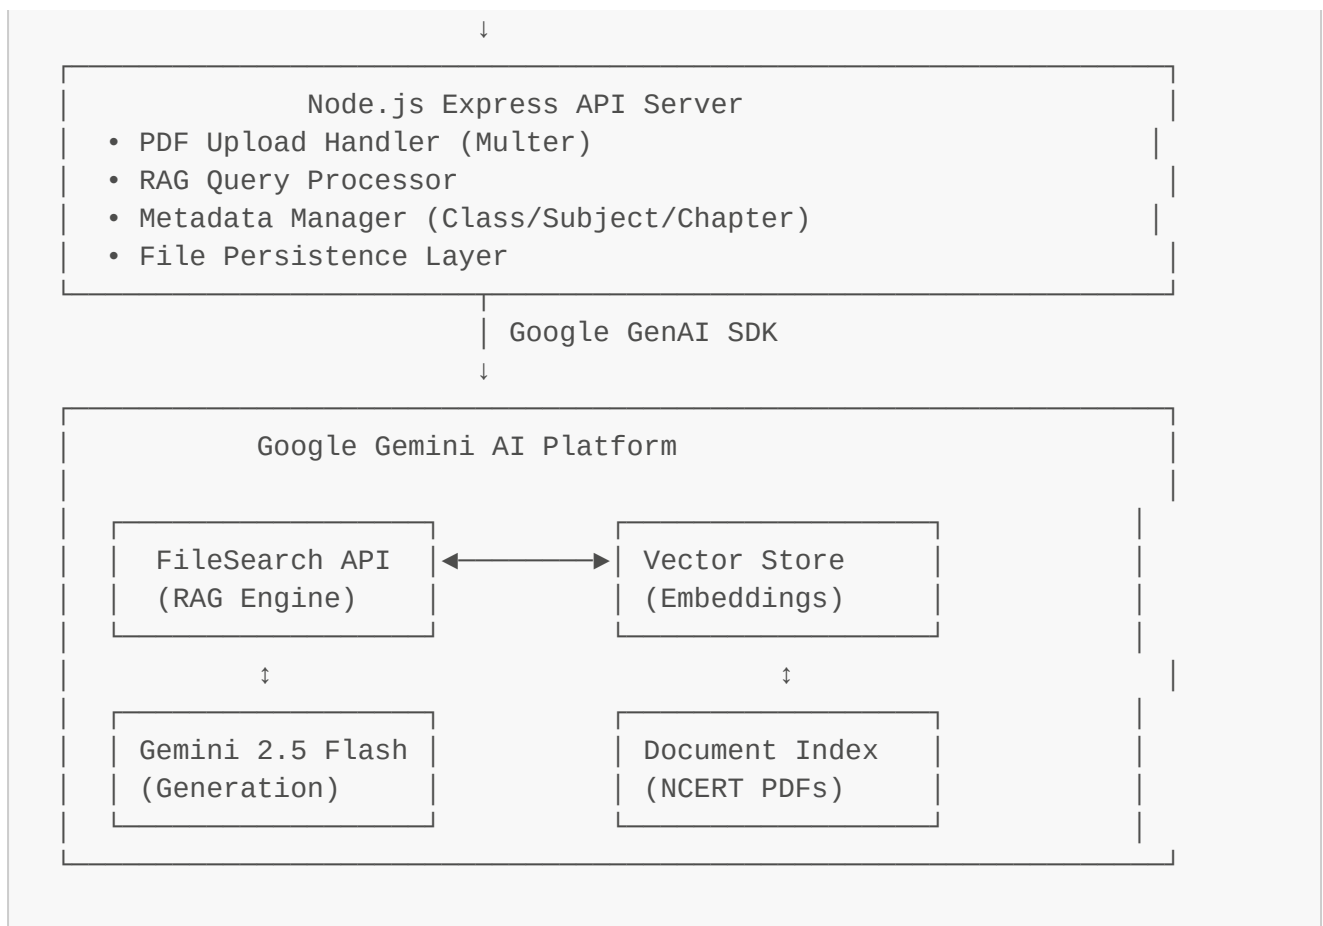 ↓
Node.js Express API Server
• PDF Upload Handler (Multer)
• RAG Query Processor
• Metadata Manager (Class/Subject/Chapter)
• File Persistence Layer
Google GenAI SDK
↓
Google Gemini AI Platform
FileSearch API ◄────────► Vector Store
(RAG Engine) (Embeddings)
↕ ↕
Gemini 2.5 Flash Document Index
(Generation) (NCERT PDFs)